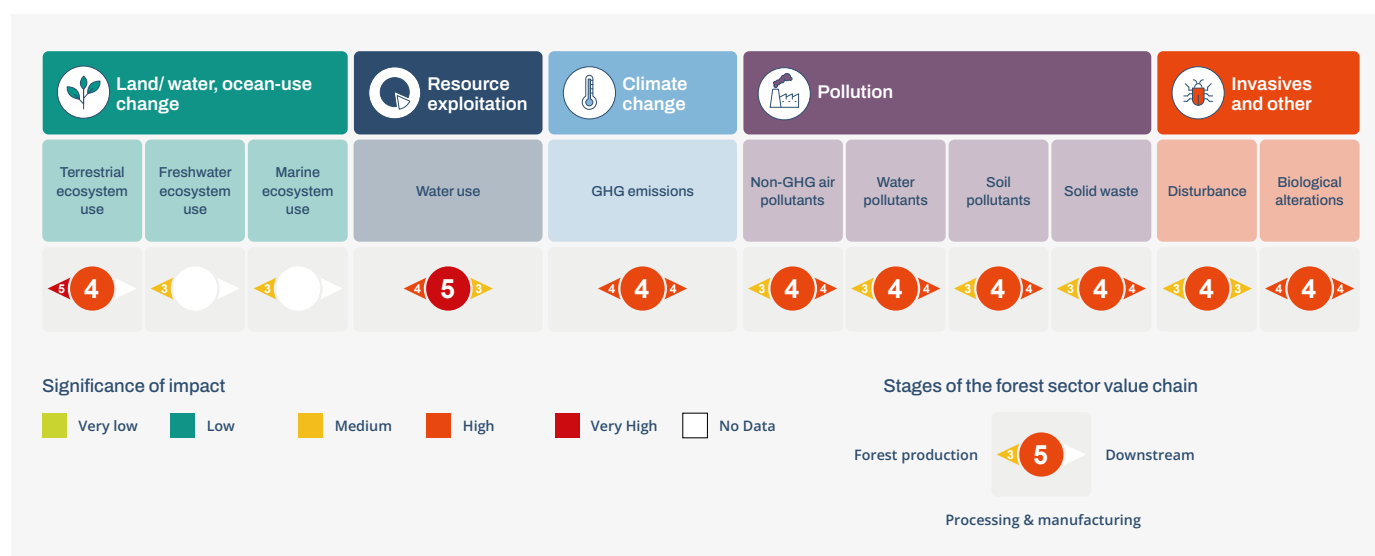 Land/ water, ocean-use
change
Resource
exploitation
Climate
change
Pollution
Invasives
and other
Terrestrial
ecosystem
use
Freshwater
ecosystem
use
Marine
ecosystem
use
Water use
GHG emissions
Non-GHG air
pollutants
Water
pollutants
Soil
pollutants
Solid waste
Disturbance
Biological
alterations
5 4
3
3
4 5 3
4 4 4
3 4 4
3 4 4
3 4 4
3 4 4
3 4 3
4 4 4
Significance of impact
Very low
Low
Medium
High
Very High
No Data
Stages of the forest sector value chain
Forest production
3 5
Downstream
Processing & manufacturing